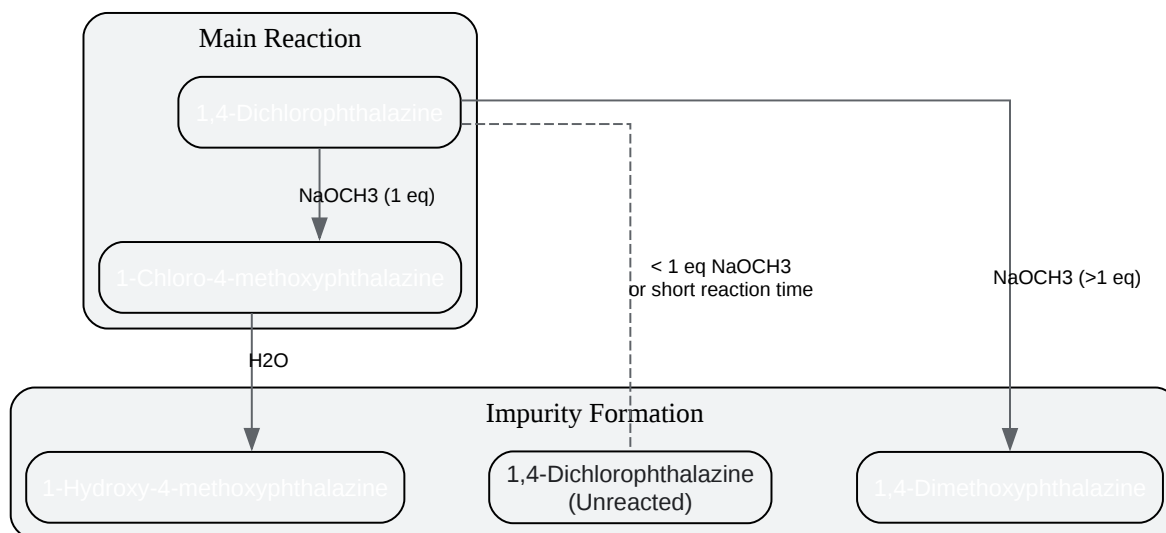 Main Reaction
1,4-Dichlorophthalazine
NaOCH3 (1 eq)
1-Chloro-4-methoxyphthalazine
< 1 eq NaOCH3
or short reaction time
NaOCH3 (>1 eq)
H2O
Impurity Formation
1-Hydroxy-4-methoxyphthalazine
1,4-Dichlorophthalazine
(Unreacted)
1,4-Dimethoxyphthalazine